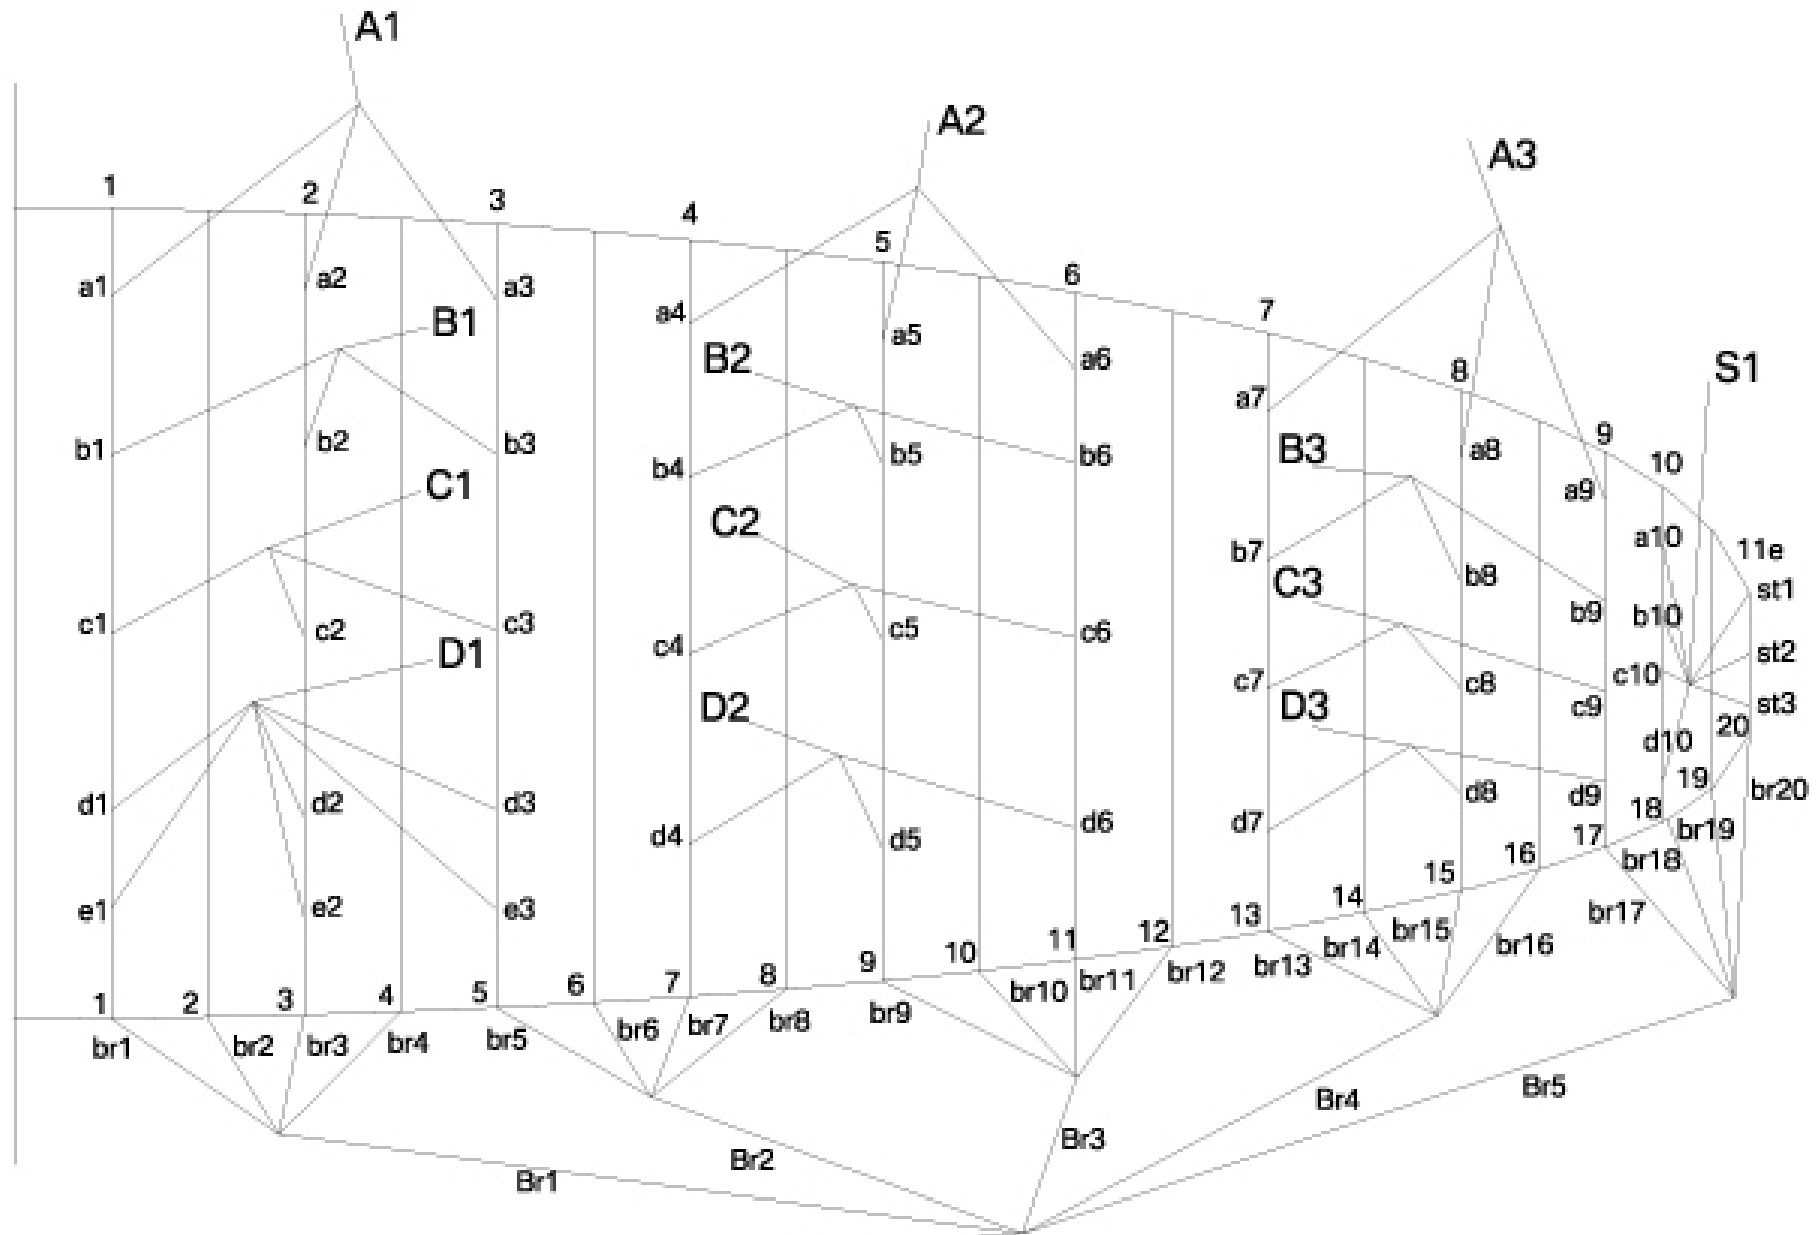 A1
A2
A3
1
2
3
4
5
6
7
8
9
10
11e
S1
a1
a2
a3
a4
a5
a6
a7
a8
a9
a10
B1
B2
B3
b1
b2
b3
b4
b5
b6
b7
b8
b9
b10
st1
C1
C2
C3
c1
c2
c3
c4
c5
c6
c7
c8
c9
c10
st2
st3
D1
D2
D3
d1
d2
d3
d4
d5
d6
d7
d8
d9
d10
e1
e2
e3
1
2
3
4
5
6
7
8
9
10
11
12
13
14
15
16
17
18
19
20
br1
br2
br3
br4
br5
br6
br7
br8
br9
br10
br11
br12
br13
br14
br15
br16
br17
br18
br19
br20
Br1
Br2
Br3
Br4
Br5